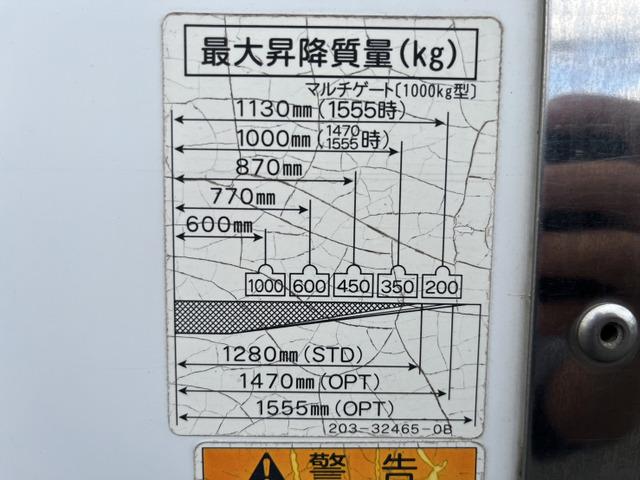 最大昇降質量(kg)
マルチゲート〔1000kg型〕
1130mm(1555時)
1000mm(1470 1555時)
870mm
770mm
600mm
1000 600 450 350 200
1280mm(STD)
1470mm(OPT)
1555mm(OPT)
203-32465-0B
警告